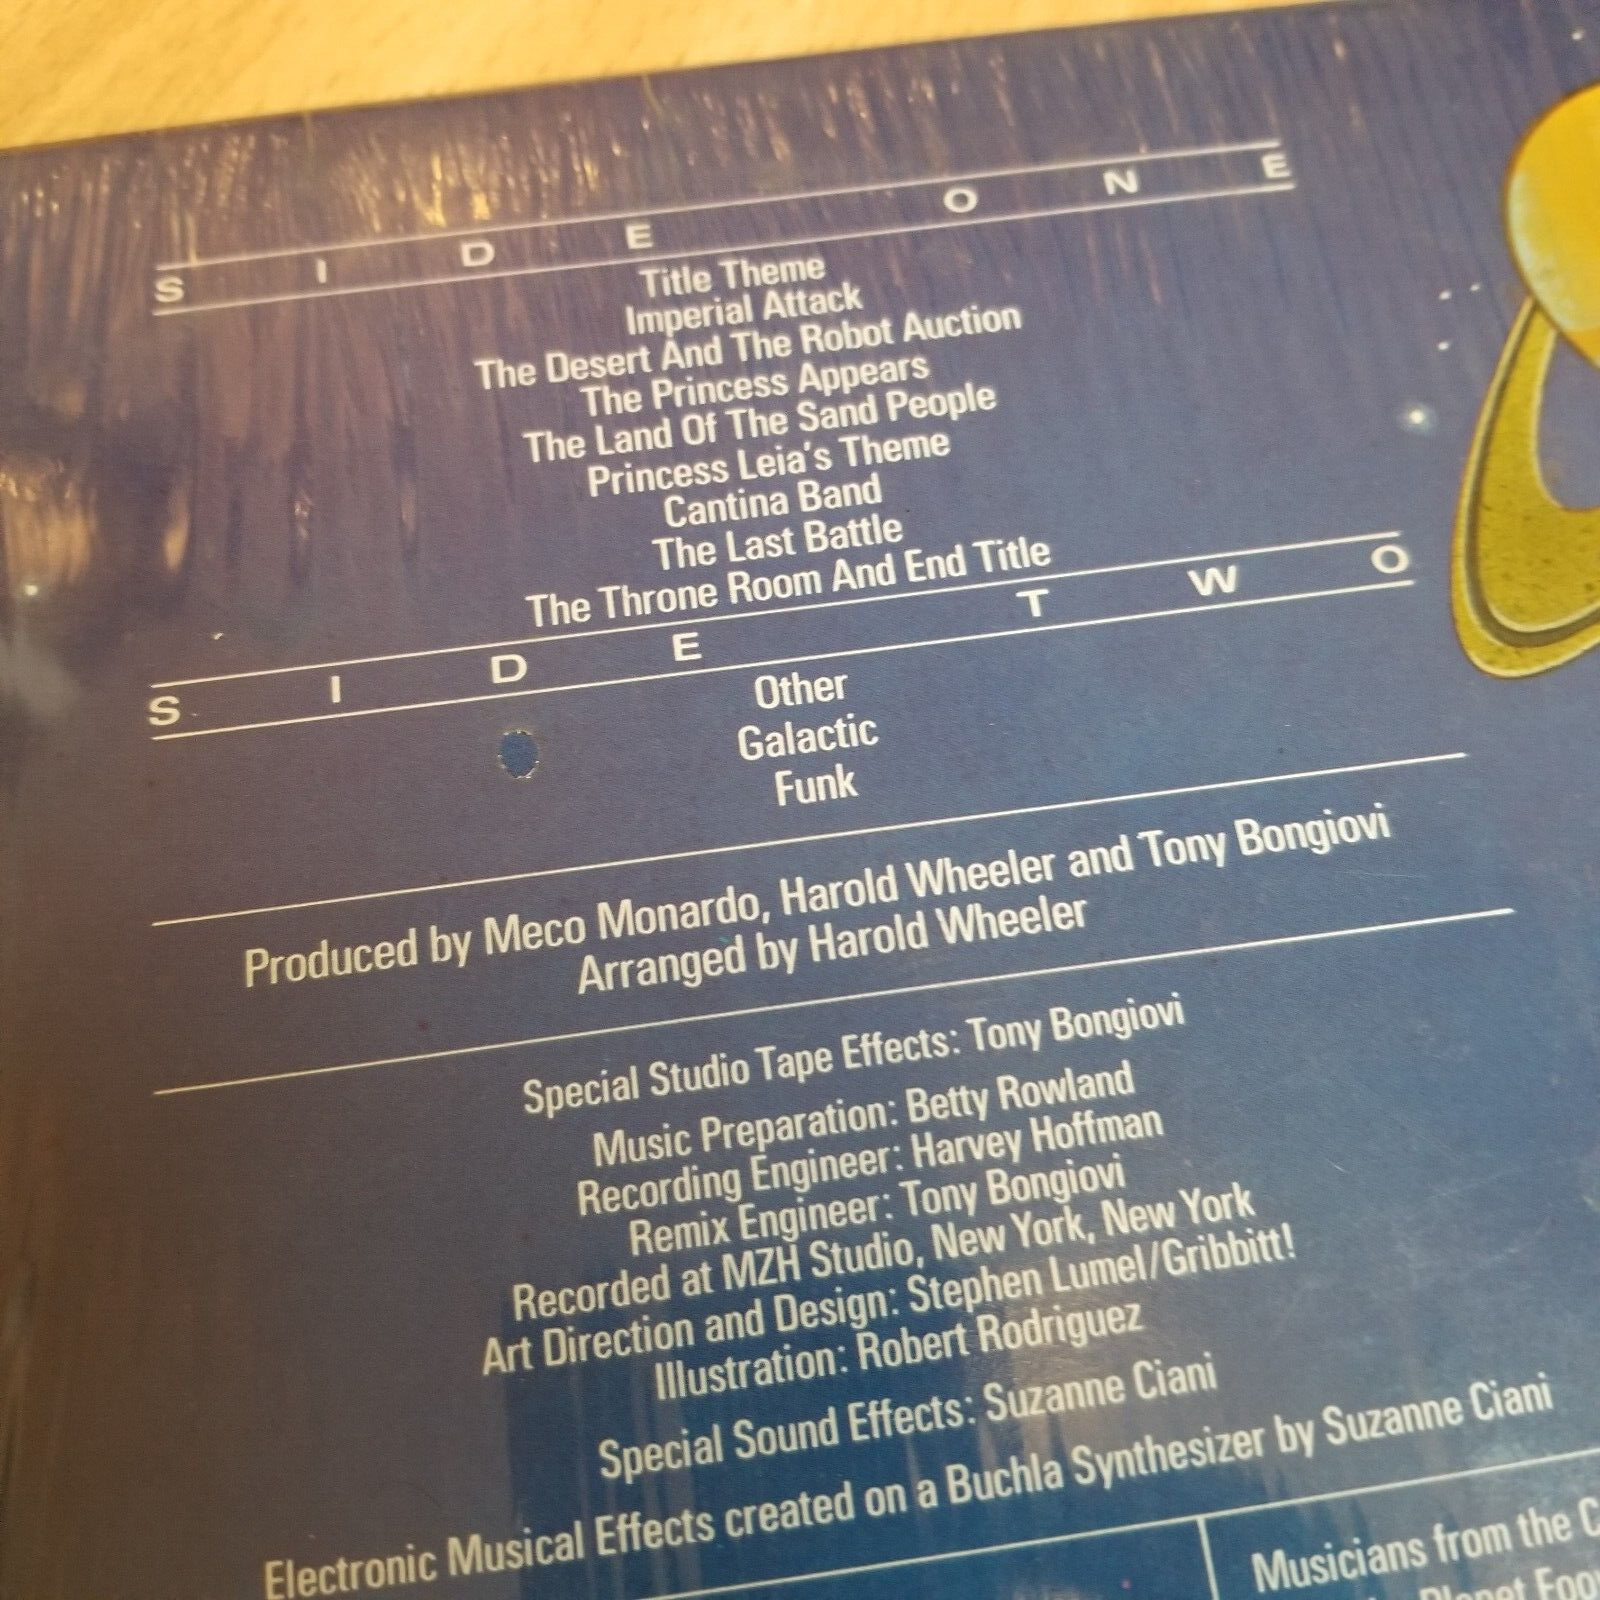 SIDE ONE
Title Theme
Imperial Attack
The Desert And The Robot Auction
The Princess Appears
The Land Of The Sand People
Princess Leia's Theme
Cantina Band
The Last Battle
The Throne Room And End Title
SIDE TWO
Other
Galactic
Funk
Produced by Meco Monardo, Harold Wheeler and Tony Bongiovi
Arranged by Harold Wheeler
Special Studio Tape Effects: Tony Bongiovi
Music Preparation: Betty Rowland
Recording Engineer: Harvey Hoffman
Remix Engineer: Tony Bongiovi
Recorded at MZH Studio, New York, New York
Art Direction and Design: Stephen Lumel/Gribbitt!
Illustration: Robert Rodriguez
Special Sound Effects: Suzanne Ciani
Electronic Musical Effects created on a Buchla Synthesizer by Suzanne Ciani
Musicians from the
Planet